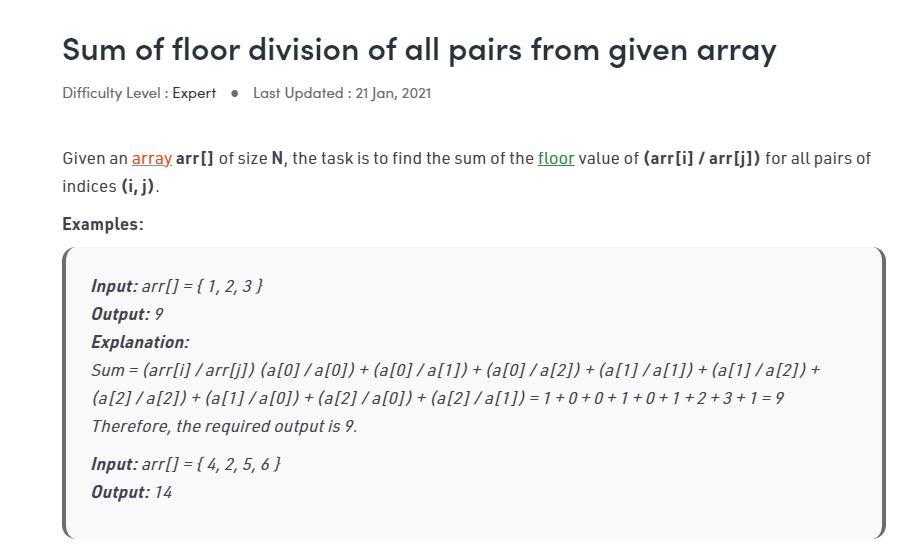 Sum of floor division of all pairs from given array
Difficulty Level : Expert ● Last Updated : 21 Jan, 2021
Given an array arr[] of size N, the task is to find the sum of the floor value of (arr[i] / arr[j]) for all pairs of
indices (i, j).
Examples:
Input: arr[] = { 1, 2, 3 }
Output: 9
Explanation:
Sum = (arr[i] / arr[j]) (a[0] / a[0]) + (a[0] / a[1]) + (a[0] / a[2]) + (a[1] / a[1]) + (a[1] / a[2]) +
(a[2] / a[2]) + (a[1] / a[0]) + (a[2] / a[0]) + (a[2] / a[1]) = 1 + 0 + 0 + 1 + 0 + 1 + 2 + 3 + 1 = 9
Therefore, the required output is 9.
Input: arr[] = { 4, 2, 5, 6 }
Output: 14